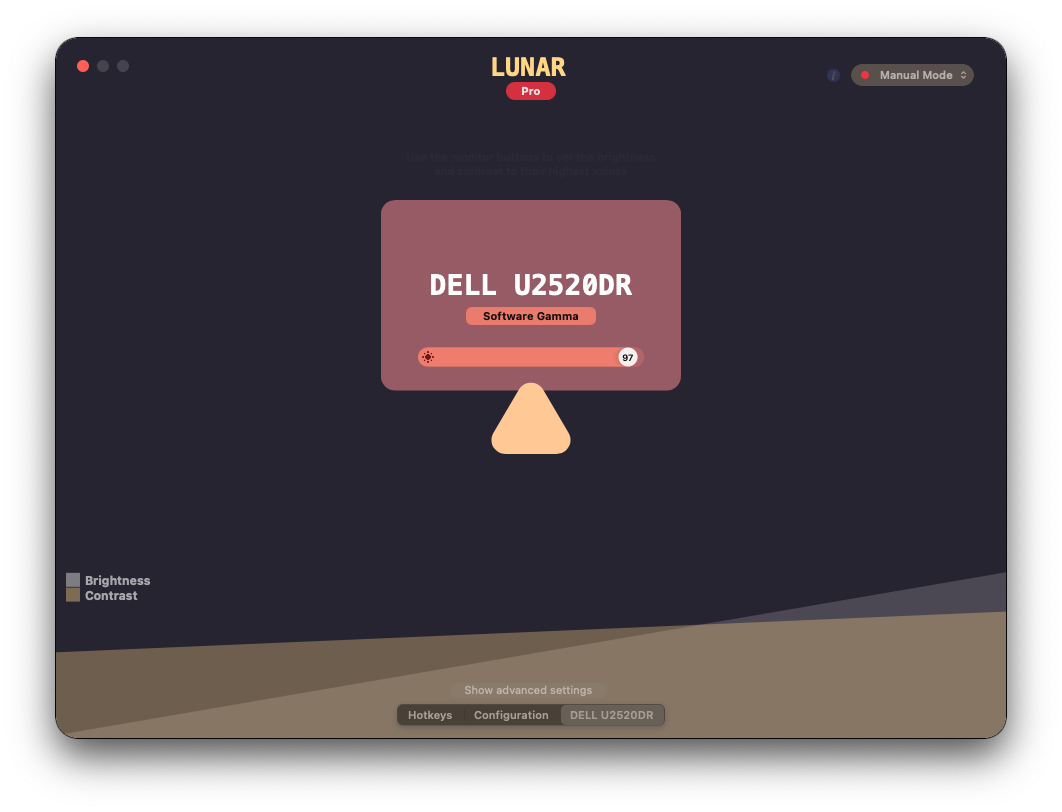 LUNAR
Pro
i
Manual Mode
Use the monitor buttons to set the brightness
and contrast to their highest values
DELL U2520DR
Software Gamma
97
Brightness
Contrast
Show advanced settings
Hotkeys Configuration DELL U2520DR